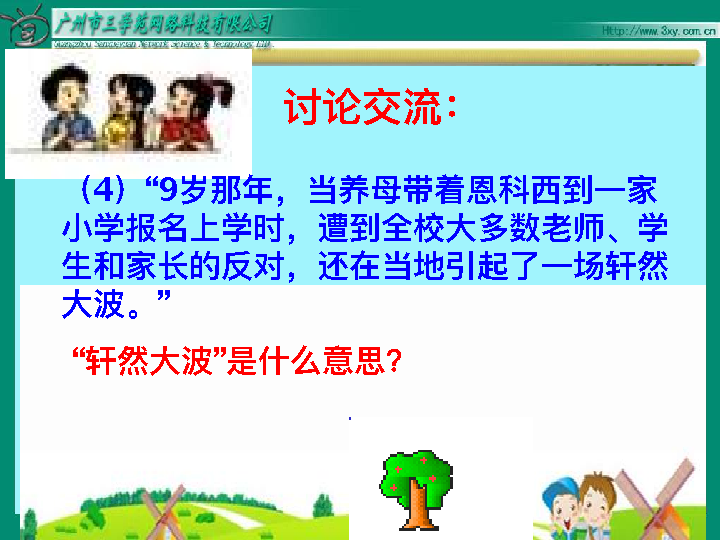 广州市三学苑网络科技有限公司
Guangzhou Sanxueyuan Network Science & Technology Ltd.
Http://www.3xy.com.cn
讨论交流：
（4）“9岁那年，当养母带着恩科西到一家
小学报名上学时，遭到全校大多数老师、学
生和家长的反对，还在当地引起了一场轩然
大波。”
“轩然大波”是什么意思？